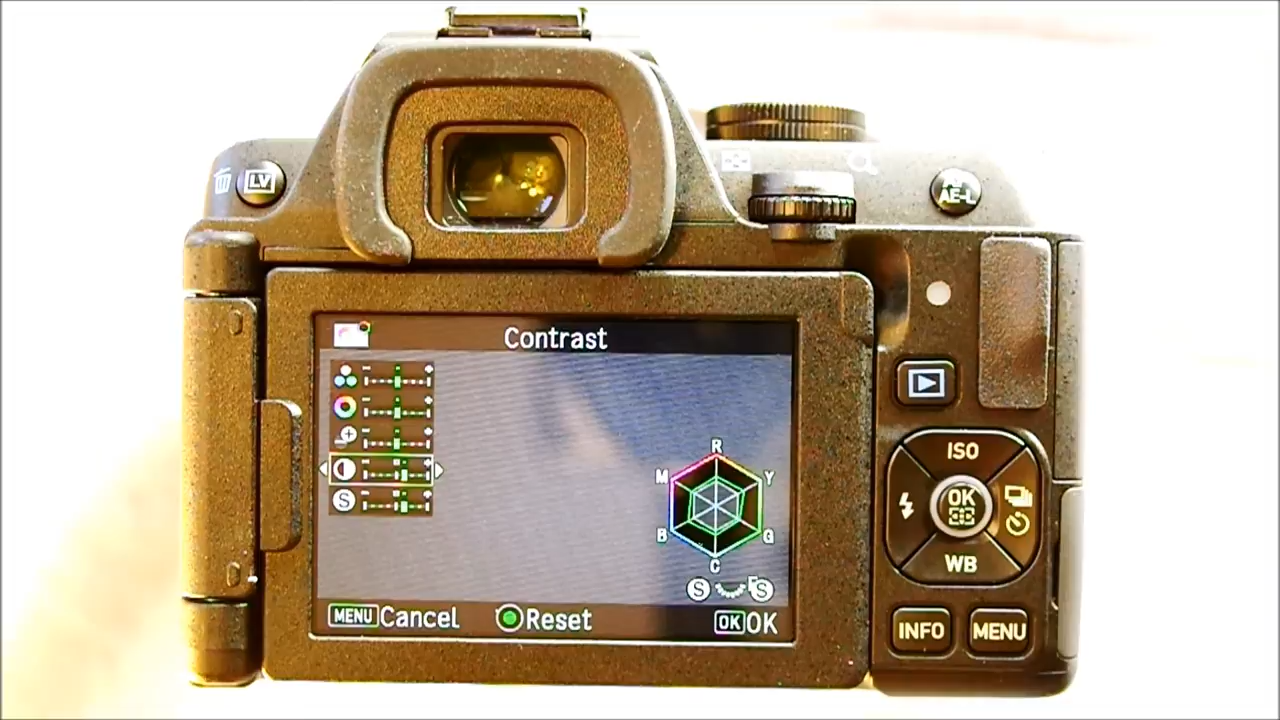 LV
AE-L
Contrast
S
R
M Y
B G
C
S S
MENU Cancel Reset OK OK
ISO
OK
WB
INFO MENU